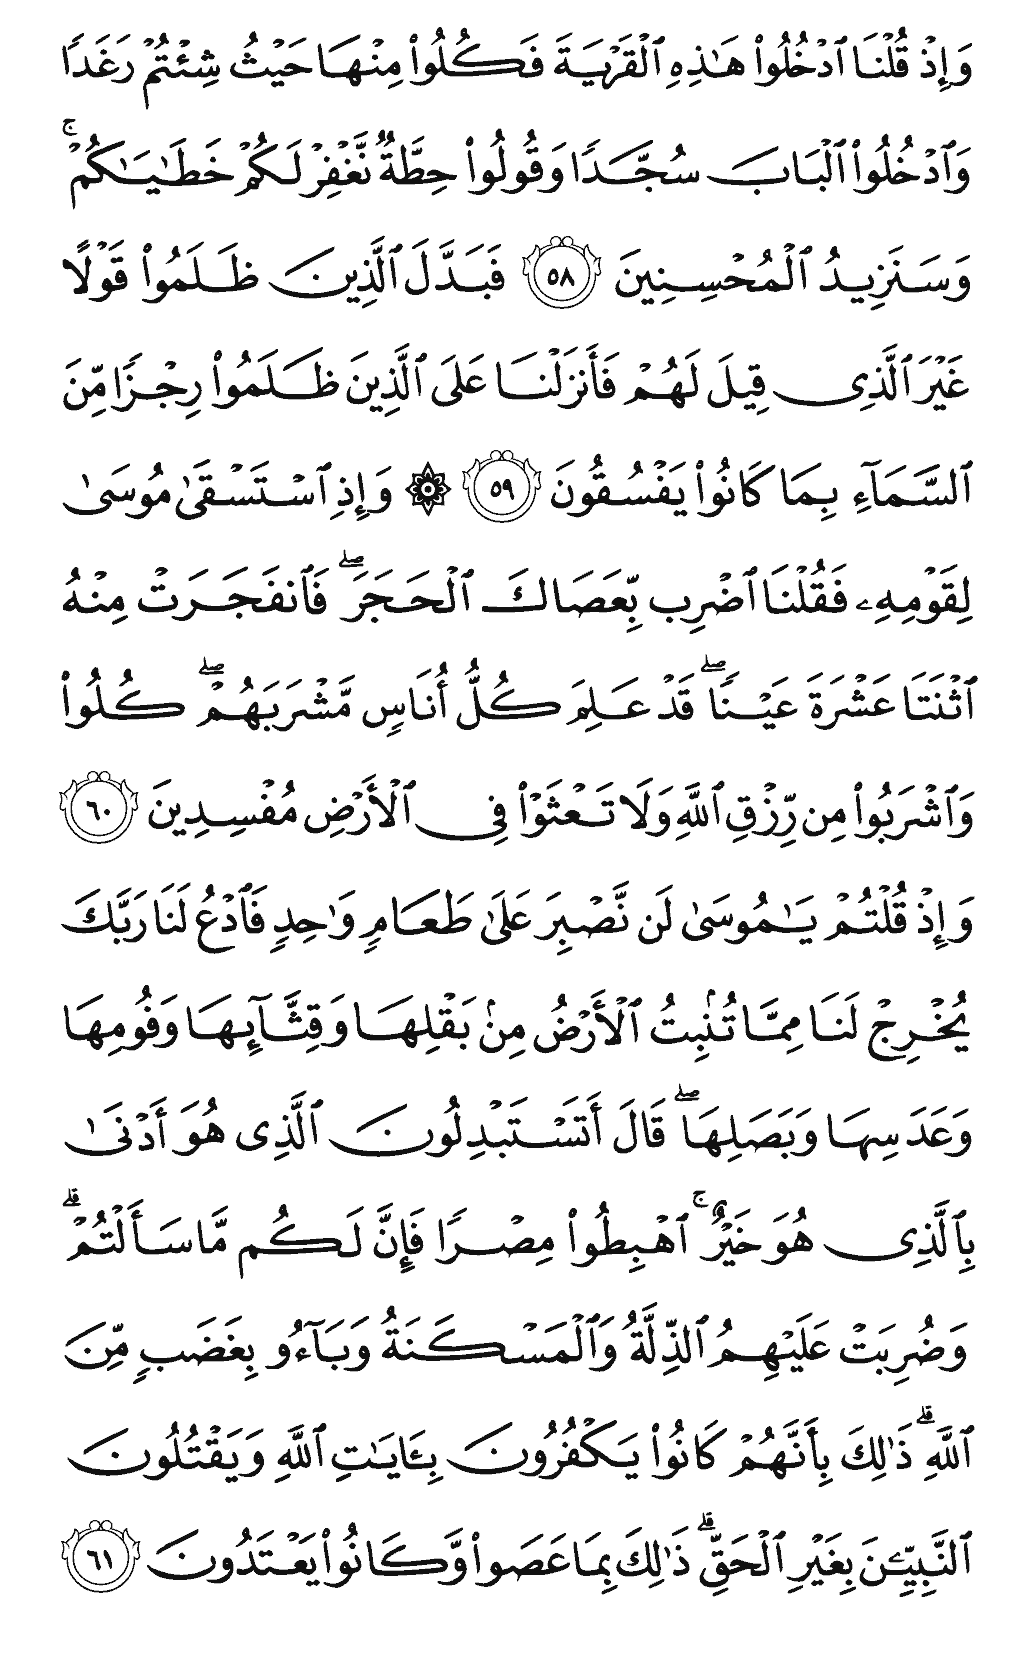 وَإِذْ قُلْنَا ٱدْخُلُوا۟ هَٰذِهِ ٱلْقَرْيَةَ فَكُلُوا۟ مِنْهَا حَيْثُ شِئْتُمْ رَغَدًا
وَٱدْخُلُوا۟ ٱلْبَابَ سُجَّدًا وَقُولُوا۟ حِطَّةٌ نَّغْفِرْ لَكُمْ خَطَٰيَٰكُمْ ۚ
وَسَنَزِيدُ ٱلْمُحْسِنِينَ ٥٨ فَبَدَّلَ ٱلَّذِينَ ظَلَمُوا۟ قَوْلًا
غَيْرَ ٱلَّذِى قِيلَ لَهُمْ فَأَنزَلْنَا عَلَى ٱلَّذِينَ ظَلَمُوا۟ رِجْزًا مِّنَ
ٱلسَّمَآءِ بِمَا كَانُوا۟ يَفْسُقُونَ ٥٩ ۞ وَإِذِ ٱسْتَسْقَىٰ مُوسَىٰ
لِقَوْمِهِۦ فَقُلْنَا ٱضْرِب بِّعَصَاكَ ٱلْحَجَرَ ۖ فَٱنفَجَرَتْ مِنْهُ
ٱثْنَتَا عَشْرَةَ عَيْنًا ۖ قَدْ عَلِمَ كُلُّ أُنَاسٍ مَّشْرَبَهُمْ ۖ كُلُوا۟
وَٱشْرَبُوا۟ مِن رِّزْقِ ٱللَّهِ وَلَا تَعْثَوْا۟ فِى ٱلْأَرْضِ مُفْسِدِينَ ٦٠
وَإِذْ قُلْتُمْ يَٰمُوسَىٰ لَن نَّصْبِرَ عَلَىٰ طَعَامٍ وَٰحِدٍ فَٱدْعُ لَنَا رَبَّكَ
يُخْرِجْ لَنَا مِمَّا تُنۢبِتُ ٱلْأَرْضُ مِنۢ بَقْلِهَا وَقِثَّآئِهَا وَفُومِهَا
وَعَدَسِهَا وَبَصَلِهَا ۖ قَالَ أَتَسْتَبْدِلُونَ ٱلَّذِى هُوَ أَدْنَىٰ
بِٱلَّذِى هُوَ خَيْرٌ ۚ ٱهْبِطُوا۟ مِصْرًا فَإِنَّ لَكُم مَّا سَأَلْتُمْ ۗ
وَضُرِبَتْ عَلَيْهِمُ ٱلذِّلَّةُ وَٱلْمَسْكَنَةُ وَبَآءُو بِغَضَبٍ مِّنَ
ٱللَّهِ ۗ ذَٰلِكَ بِأَنَّهُمْ كَانُوا۟ يَكْفُرُونَ بِـَٔايَٰتِ ٱللَّهِ وَيَقْتُلُونَ
ٱلنَّبِيِّـۧنَ بِغَيْرِ ٱلْحَقِّ ۗ ذَٰلِكَ بِمَا عَصَوا۟ وَّكَانُوا۟ يَعْتَدُونَ ٦١